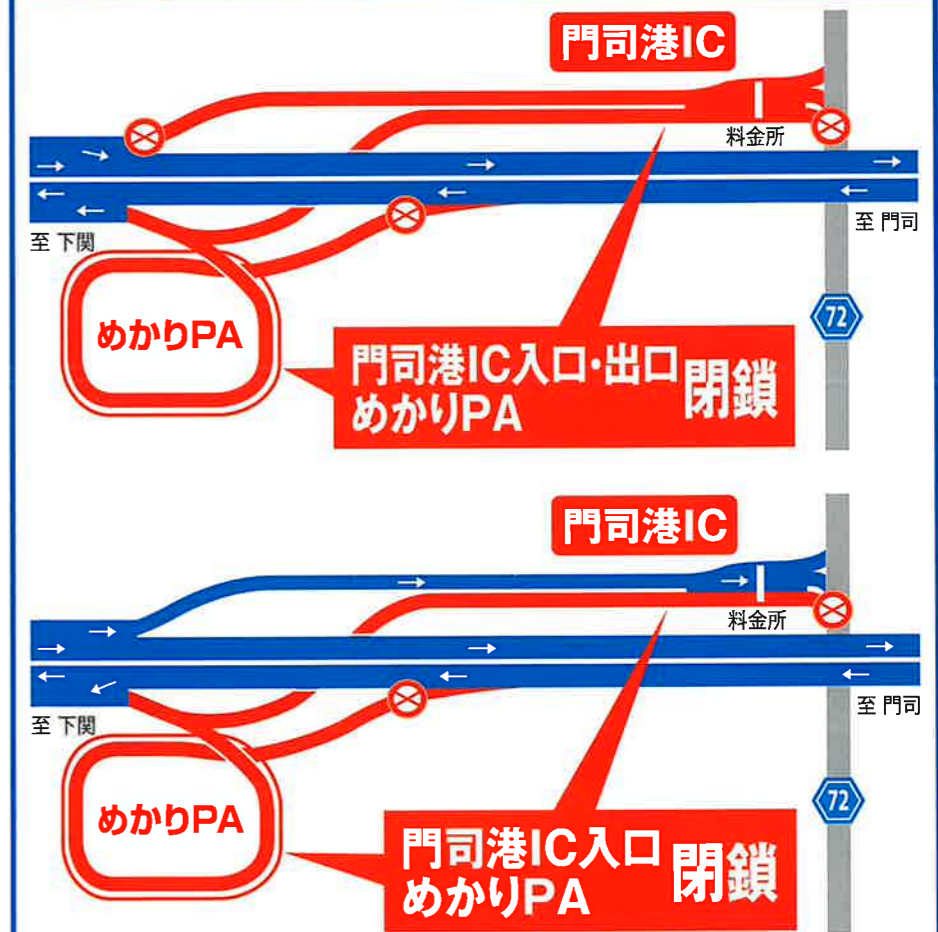 門司港IC
料金所
至 下関
至 門司
めかりPA
72
門司港IC入口・出口
めかりPA
閉鎖
門司港IC
料金所
至 下関
至 門司
めかりPA
72
門司港IC入口
めかりPA
閉鎖